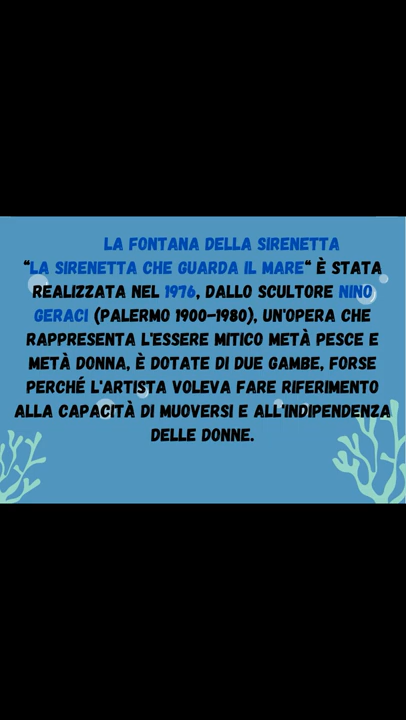 LA FONTANA DELLA SIRENETTA
“LA SIRENETTA CHE GUARDA IL MARE“ È STATA
REALIZZATA NEL 1976, DALLO SCULTORE NINO
GERACI (PALERMO 1900–1980), UN'OPERA CHE
RAPPRESENTA L'ESSERE MITICO METÀ PESCE E
METÀ DONNA, È DOTATE DI DUE GAMBE, FORSE
PERCHÉ L'ARTISTA VOLEVA FARE RIFERIMENTO
ALLA CAPACITÀ DI MUOVERSI E ALL'INDIPENDENZA
DELLE DONNE.